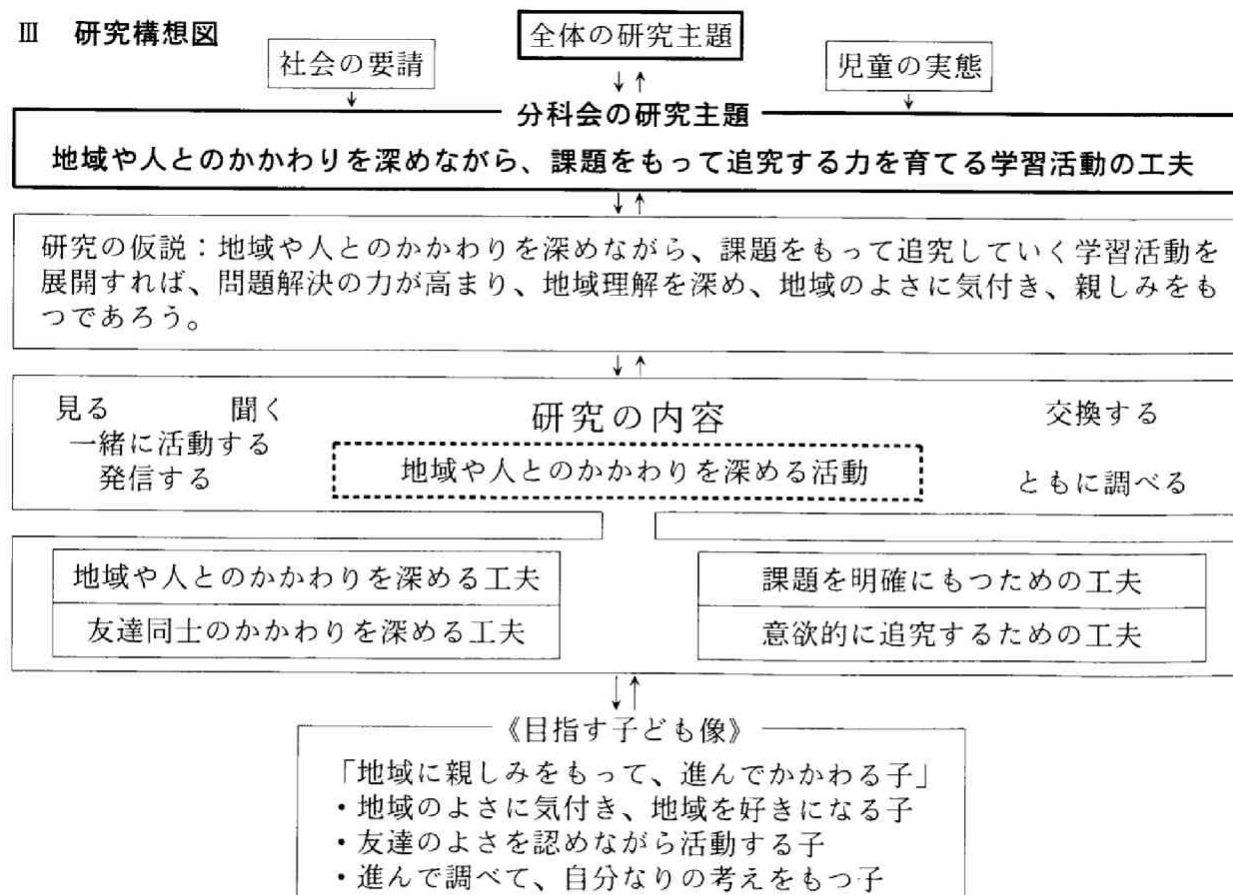 Ⅲ 研究構想図
全体の研究主題
社会の要請
児童の実態
↓↑
↓
↓
分科会の研究主題
地域や人とのかかわりを深めながら、課題をもって追究する力を育てる学習活動の工夫
↓↑
研究の仮説：地域や人とのかかわりを深めながら、課題をもって追究していく学習活動を
展開すれば、問題解決の力が高まり、地域理解を深め、地域のよさに気付き、親しみをも
つであろう。
↓↑
見る 聞く
一緒に活動する
発信する
研究の内容
地域や人とのかかわりを深める活動
交換する
ともに調べる
地域や人とのかかわりを深める工夫
友達同士のかかわりを深める工夫
課題を明確にもつための工夫
意欲的に追究するための工夫
↓↑
《目指す子ども像》
「地域に親しみをもって、進んでかかわる子」
・地域のよさに気付き、地域を好きになる子
・友達のよさを認めながら活動する子
・進んで調べて、自分なりの考えをもつ子